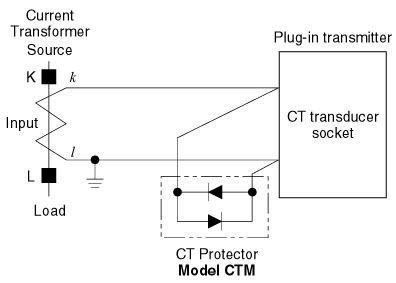 Current
Transformer
Source
Plug-in transmitter
K
k
Input
CT transducer
socket
l
L
Load
CT Protector
Model CTM